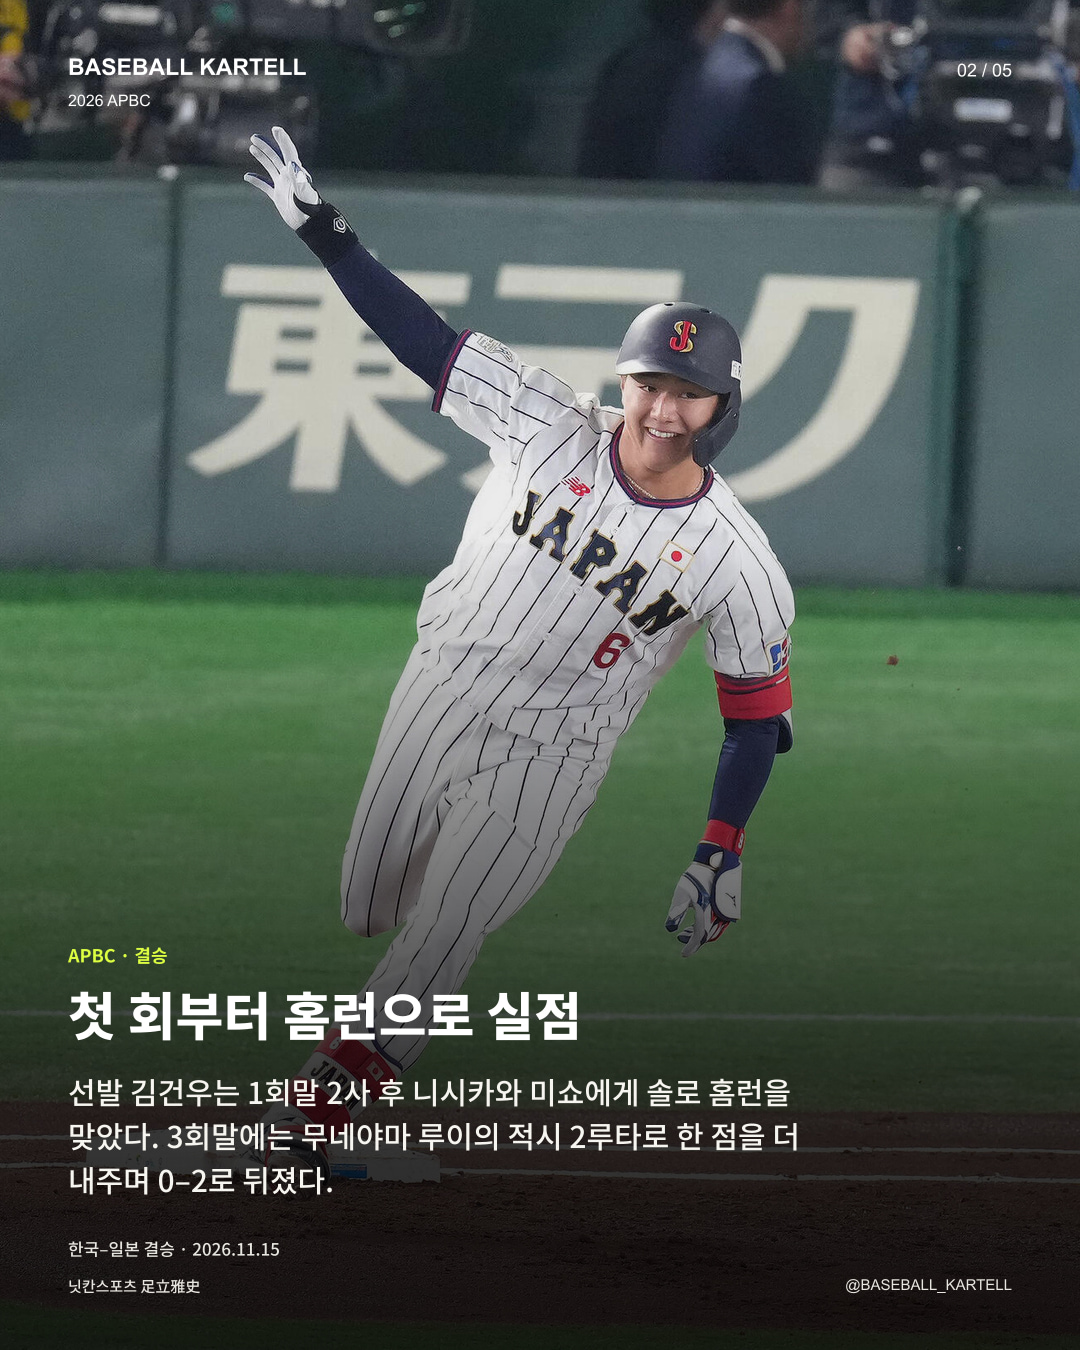 BASEBALL KARTELL
2026 APBC
02 / 05
東テク
JAPAN
6
APBC · 결승
첫 회부터 홈런으로 실점
선발 김건우는 1회말 2사 후 니시카와 미쇼에게 솔로 홈런을
맞았다. 3회말에는 무네야마 루이의 적시 2루타로 한 점을 더
내주며 0–2로 뒤졌다.
한국–일본 결승 · 2026.11.15
닛칸스포츠 足立雅史
@BASEBALL_KARTELL